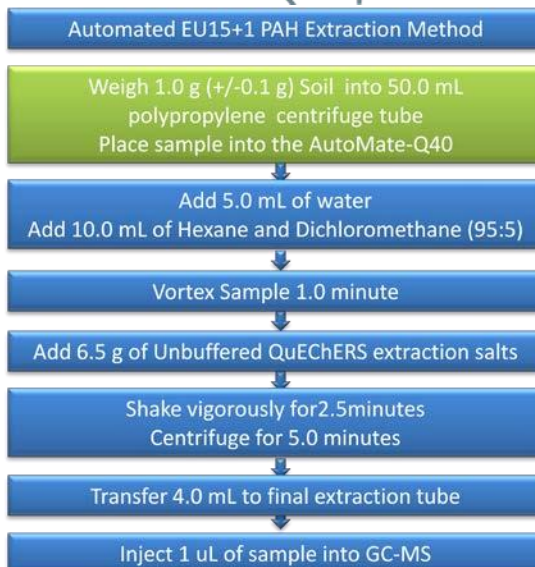 Automated EU15+1 PAH Extraction Method
Weigh 1.0 g (+/-0.1 g) Soil into 50.0 mL
polypropylene centrifuge tube
Place sample into the AutoMate-Q40
Add 5.0 mL of water
Add 10.0 mL of Hexane and Dichloromethane (95:5)
Vortex Sample 1.0 minute
Add 6.5 g of Unbuffered QuEChERS extraction salts
Shake vigorously for2.5minutes
Centrifuge for 5.0 minutes
Transfer 4.0 mL to final extraction tube
Inject 1 uL of sample into GC-MS